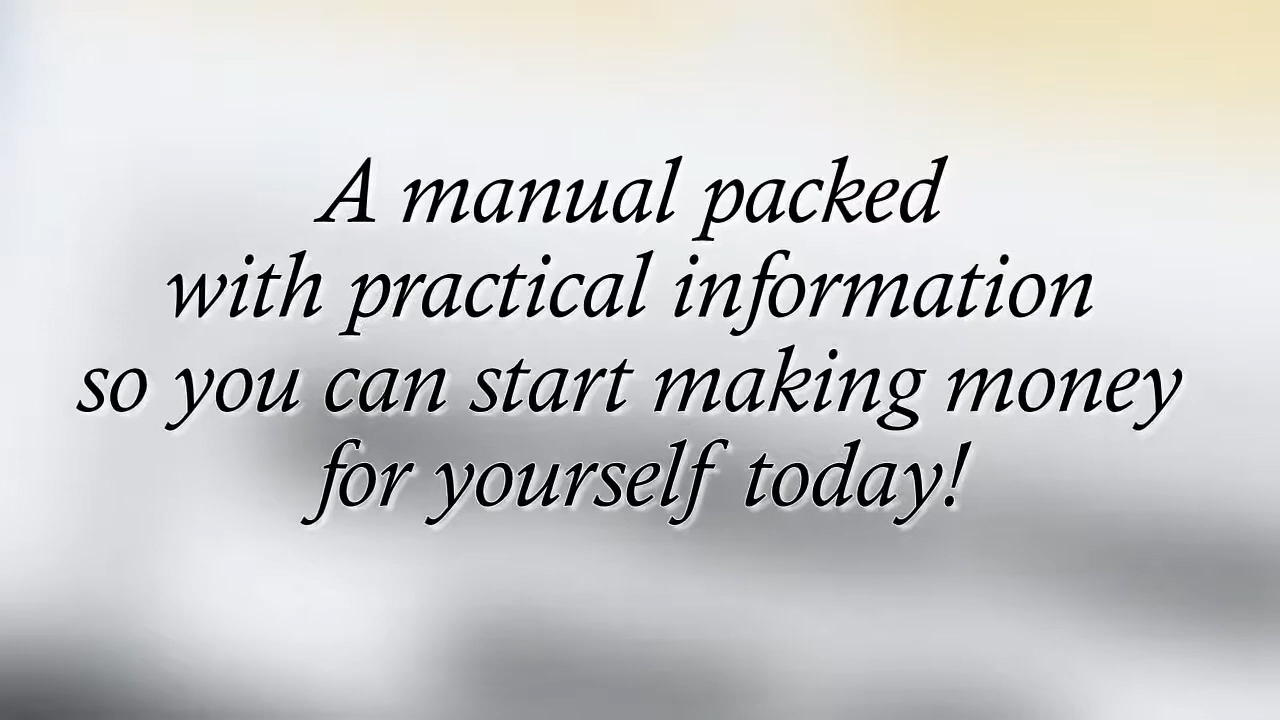 A manual packed
with practical information
so you can start making money
for yourself today!